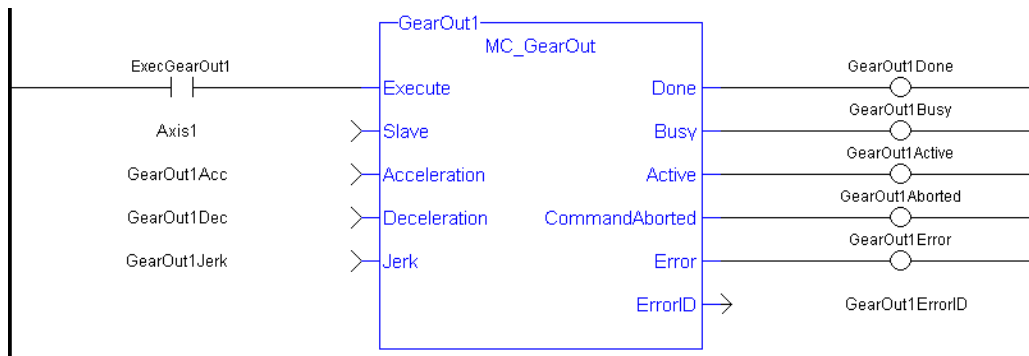 GearOut1
MC_GearOut
ExecGearOut1 Execute Done GearOut1Done
Axis1 Slave Busy GearOut1Busy
GearOut1Acc Acceleration Active GearOut1Active
GearOut1Dec Deceleration CommandAborted GearOut1Aborted
GearOut1Jerk Jerk Error GearOut1Error
ErrorID GearOut1ErrorID